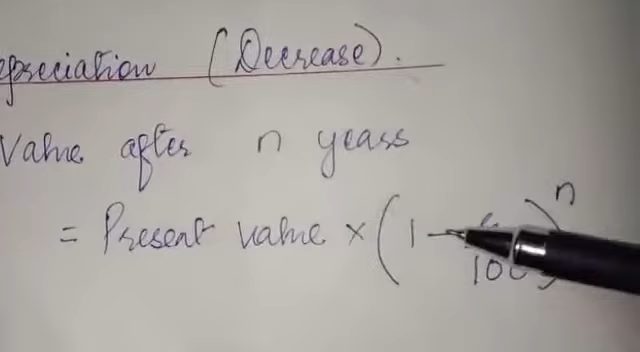 epreciation (Decrease).
Value after n years
= Present value × (1 - 100)^n